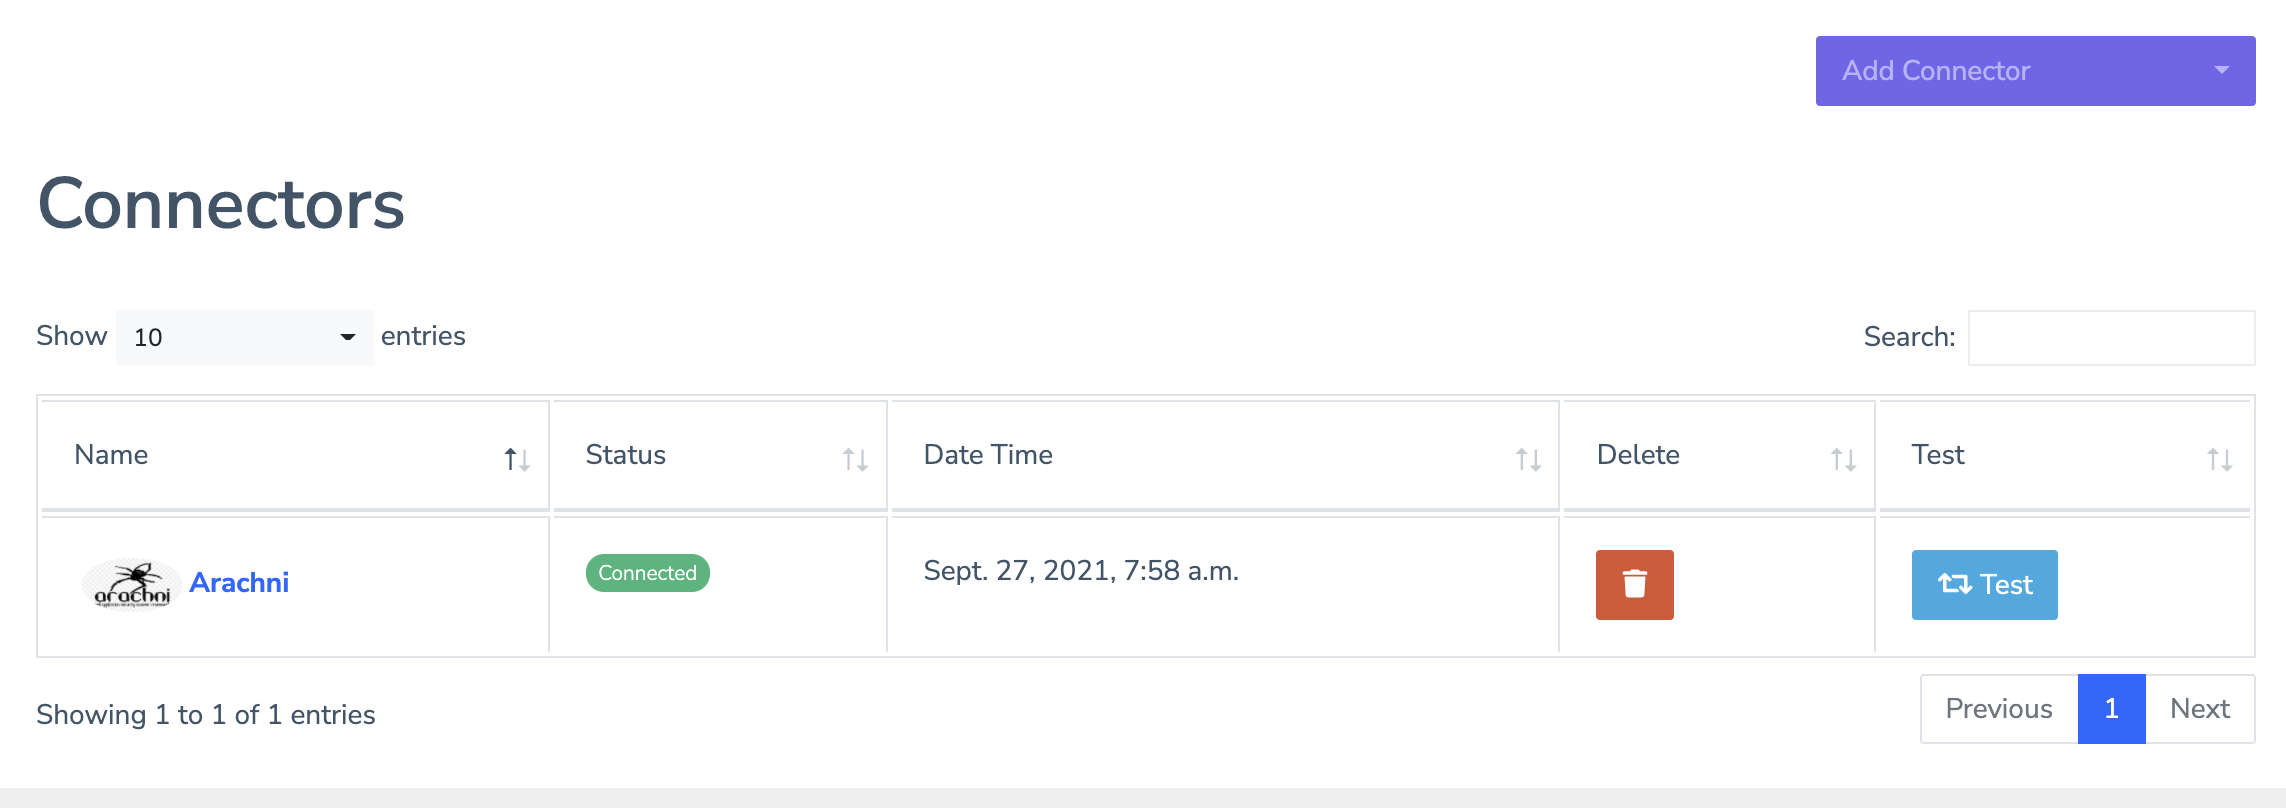 Add Connector
Connectors
Show 10 entries
Search:
Name Status Date Time Delete Test
arachni
Arachni Connected Sept. 27, 2021, 7:58 a.m. Test
Showing 1 to 1 of 1 entries
Previous 1 Next